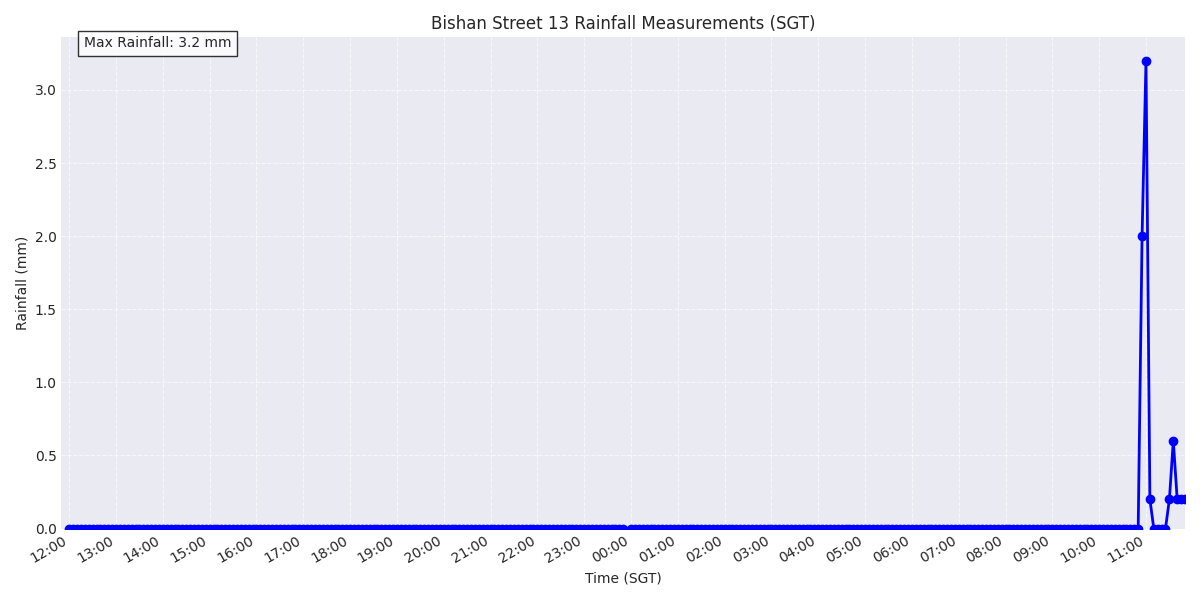 Bishan Street 13 Rainfall Measurements (SGT)
Max Rainfall: 3.2 mm
Rainfall (mm)
3.0
2.5
2.0
1.5
1.0
0.5
0.0
12:00 13:00 14:00 15:00 16:00 17:00 18:00 19:00 20:00 21:00 22:00 23:00 00:00 01:00 02:00 03:00 04:00 05:00 06:00 07:00 08:00 09:00 10:00 11:00
Time (SGT)